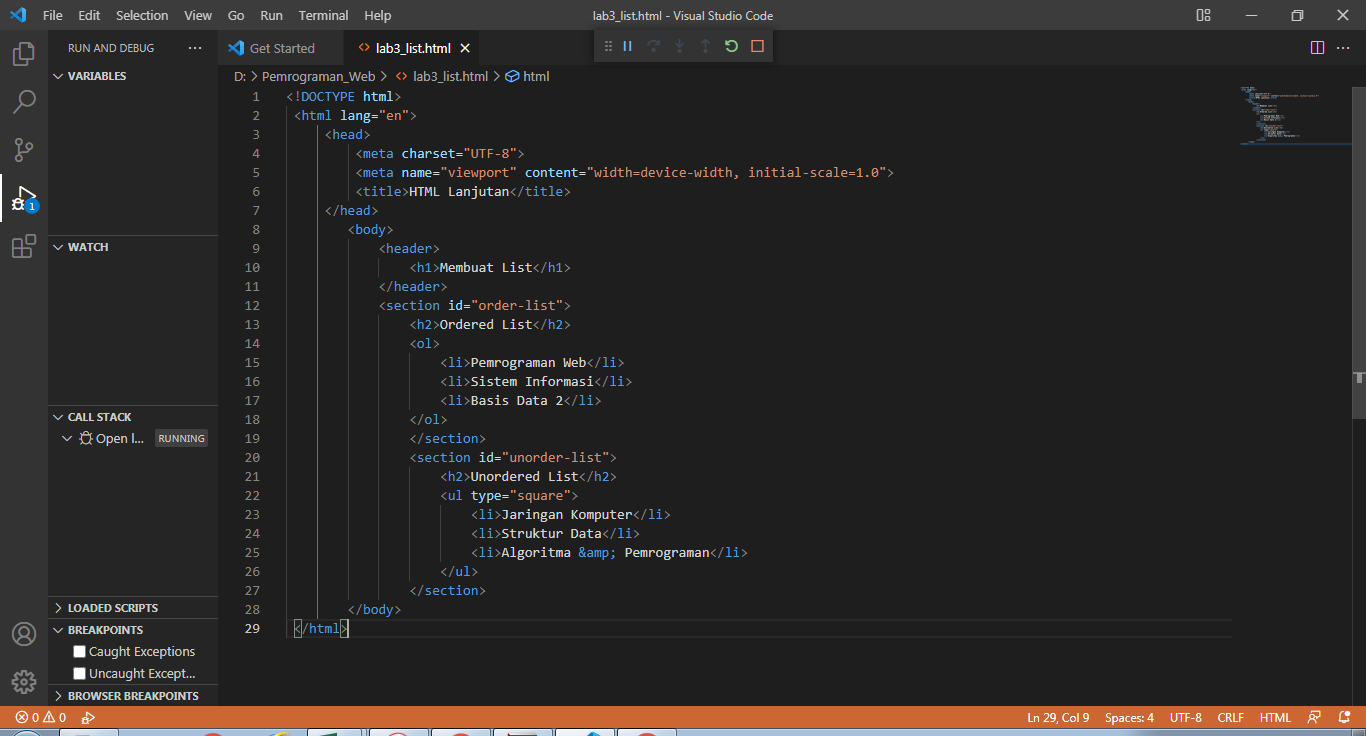 File Edit Selection View Go Run Terminal Help
lab3_list.html - Visual Studio Code
RUN AND DEBUG ...
Get Started
lab3_list.html
D: > Pemrograman_Web > lab3_list.html > html
VARIABLES
WATCH
CALL STACK
Open l... RUNNING
LOADED SCRIPTS
BREAKPOINTS
Caught Exceptions
Uncaught Except...
BROWSER BREAKPOINTS
1
1 <!DOCTYPE html>
2 <html lang="en">
3 <head>
4 <meta charset="UTF-8">
5 <meta name="viewport" content="width=device-width, initial-scale=1.0">
6 <title>HTML Lanjutan</title>
7 </head>
8 <body>
9 <header>
10 <h1>Membuat List</h1>
11 </header>
12 <section id="order-list">
13 <h2>Ordered List</h2>
14 <ol>
15 <li>Pemrograman Web</li>
16 <li>Sistem Informasi</li>
17 <li>Basis Data 2</li>
18 </ol>
19 </section>
20 <section id="unorder-list">
21 <h2>Unordered List</h2>
22 <ul type="square">
23 <li>Jaringan Komputer</li>
24 <li>Struktur Data</li>
25 <li>Algoritma &amp; Pemrograman</li>
26 </ul>
27 </section>
28 </body>
29 </html>
0 0
Ln 29, Col 9 Spaces: 4 UTF-8 CRLF HTML